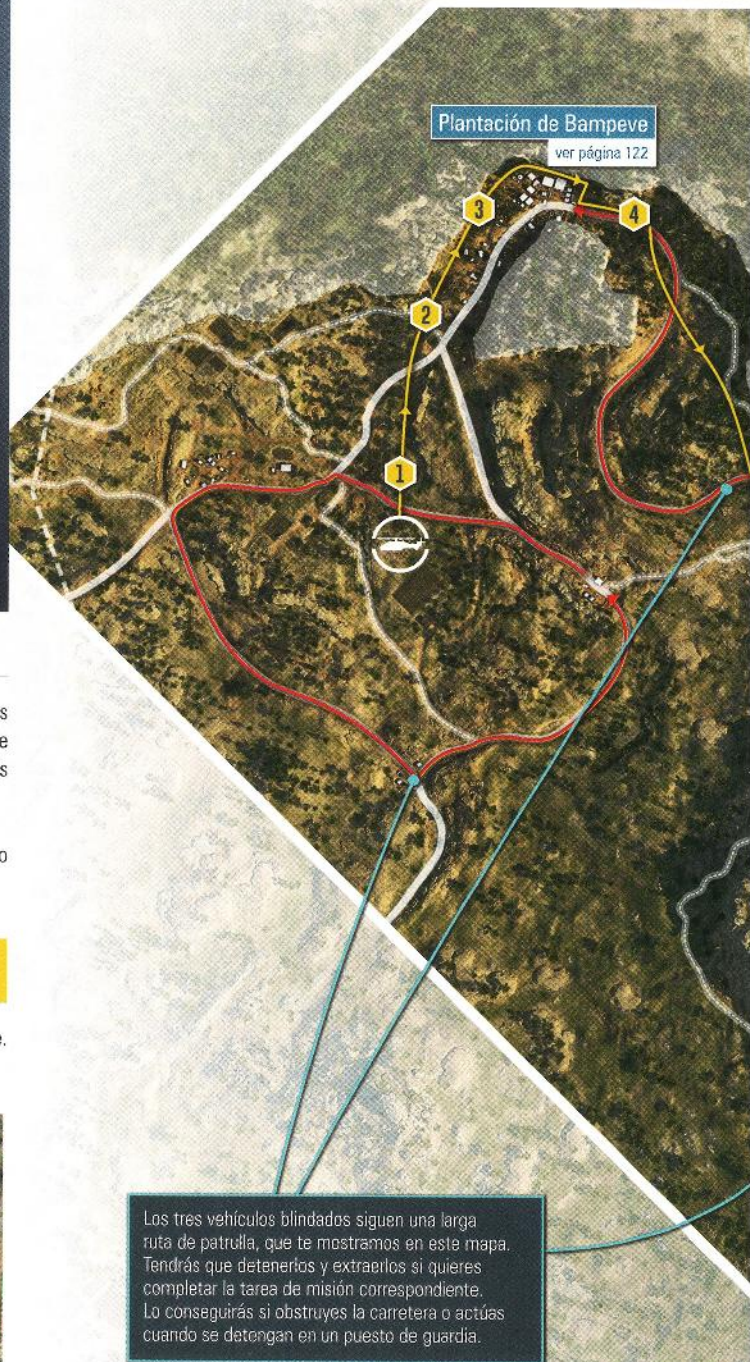 Plantación de Bampeve
ver página 122
3
4
2
1
s
e
s
o
e.
Los tres vehículos blindados siguen una larga
ruta de patrulla, que te mostramos en este mapa.
Tendrás que detenerlos y extraerlos si quieres
completar la tarea de misión correspondiente.
Lo conseguirás si obstruyes la carretera o actúas
cuando se detengan en un puesto de guardia.